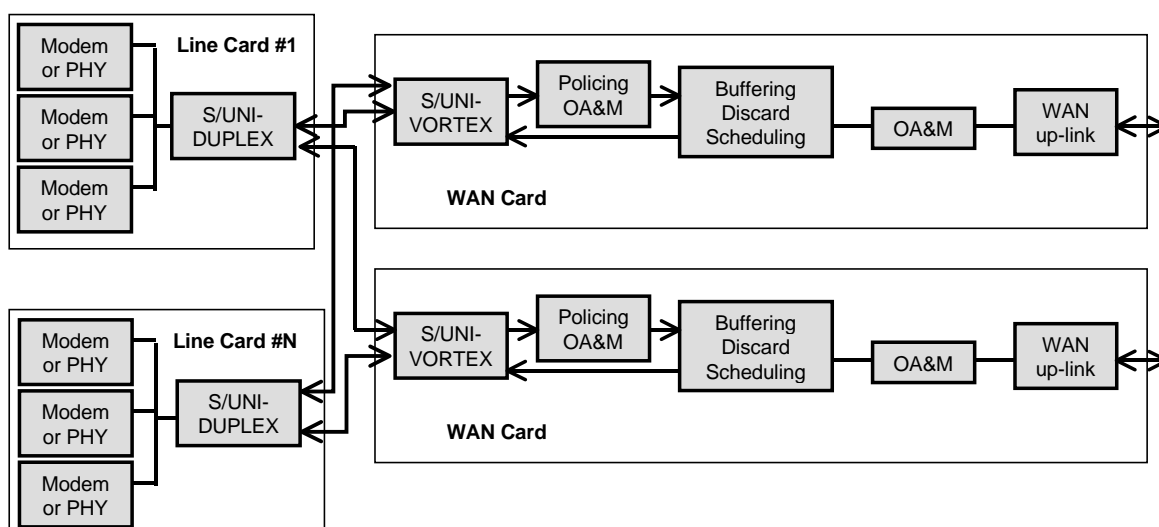 Line Card #1
Modem
or PHY
Modem
or PHY
Modem
or PHY
S/UNI-
DUPLEX
S/UNI-
VORTEX
Policing
OA&M
Buffering
Discard
Scheduling
OA&M
WAN
up-link
WAN Card
Line Card #N
Modem
or PHY
Modem
or PHY
Modem
or PHY
S/UNI-
DUPLEX
S/UNI-
VORTEX
Policing
OA&M
Buffering
Discard
Scheduling
OA&M
WAN
up-link
WAN Card